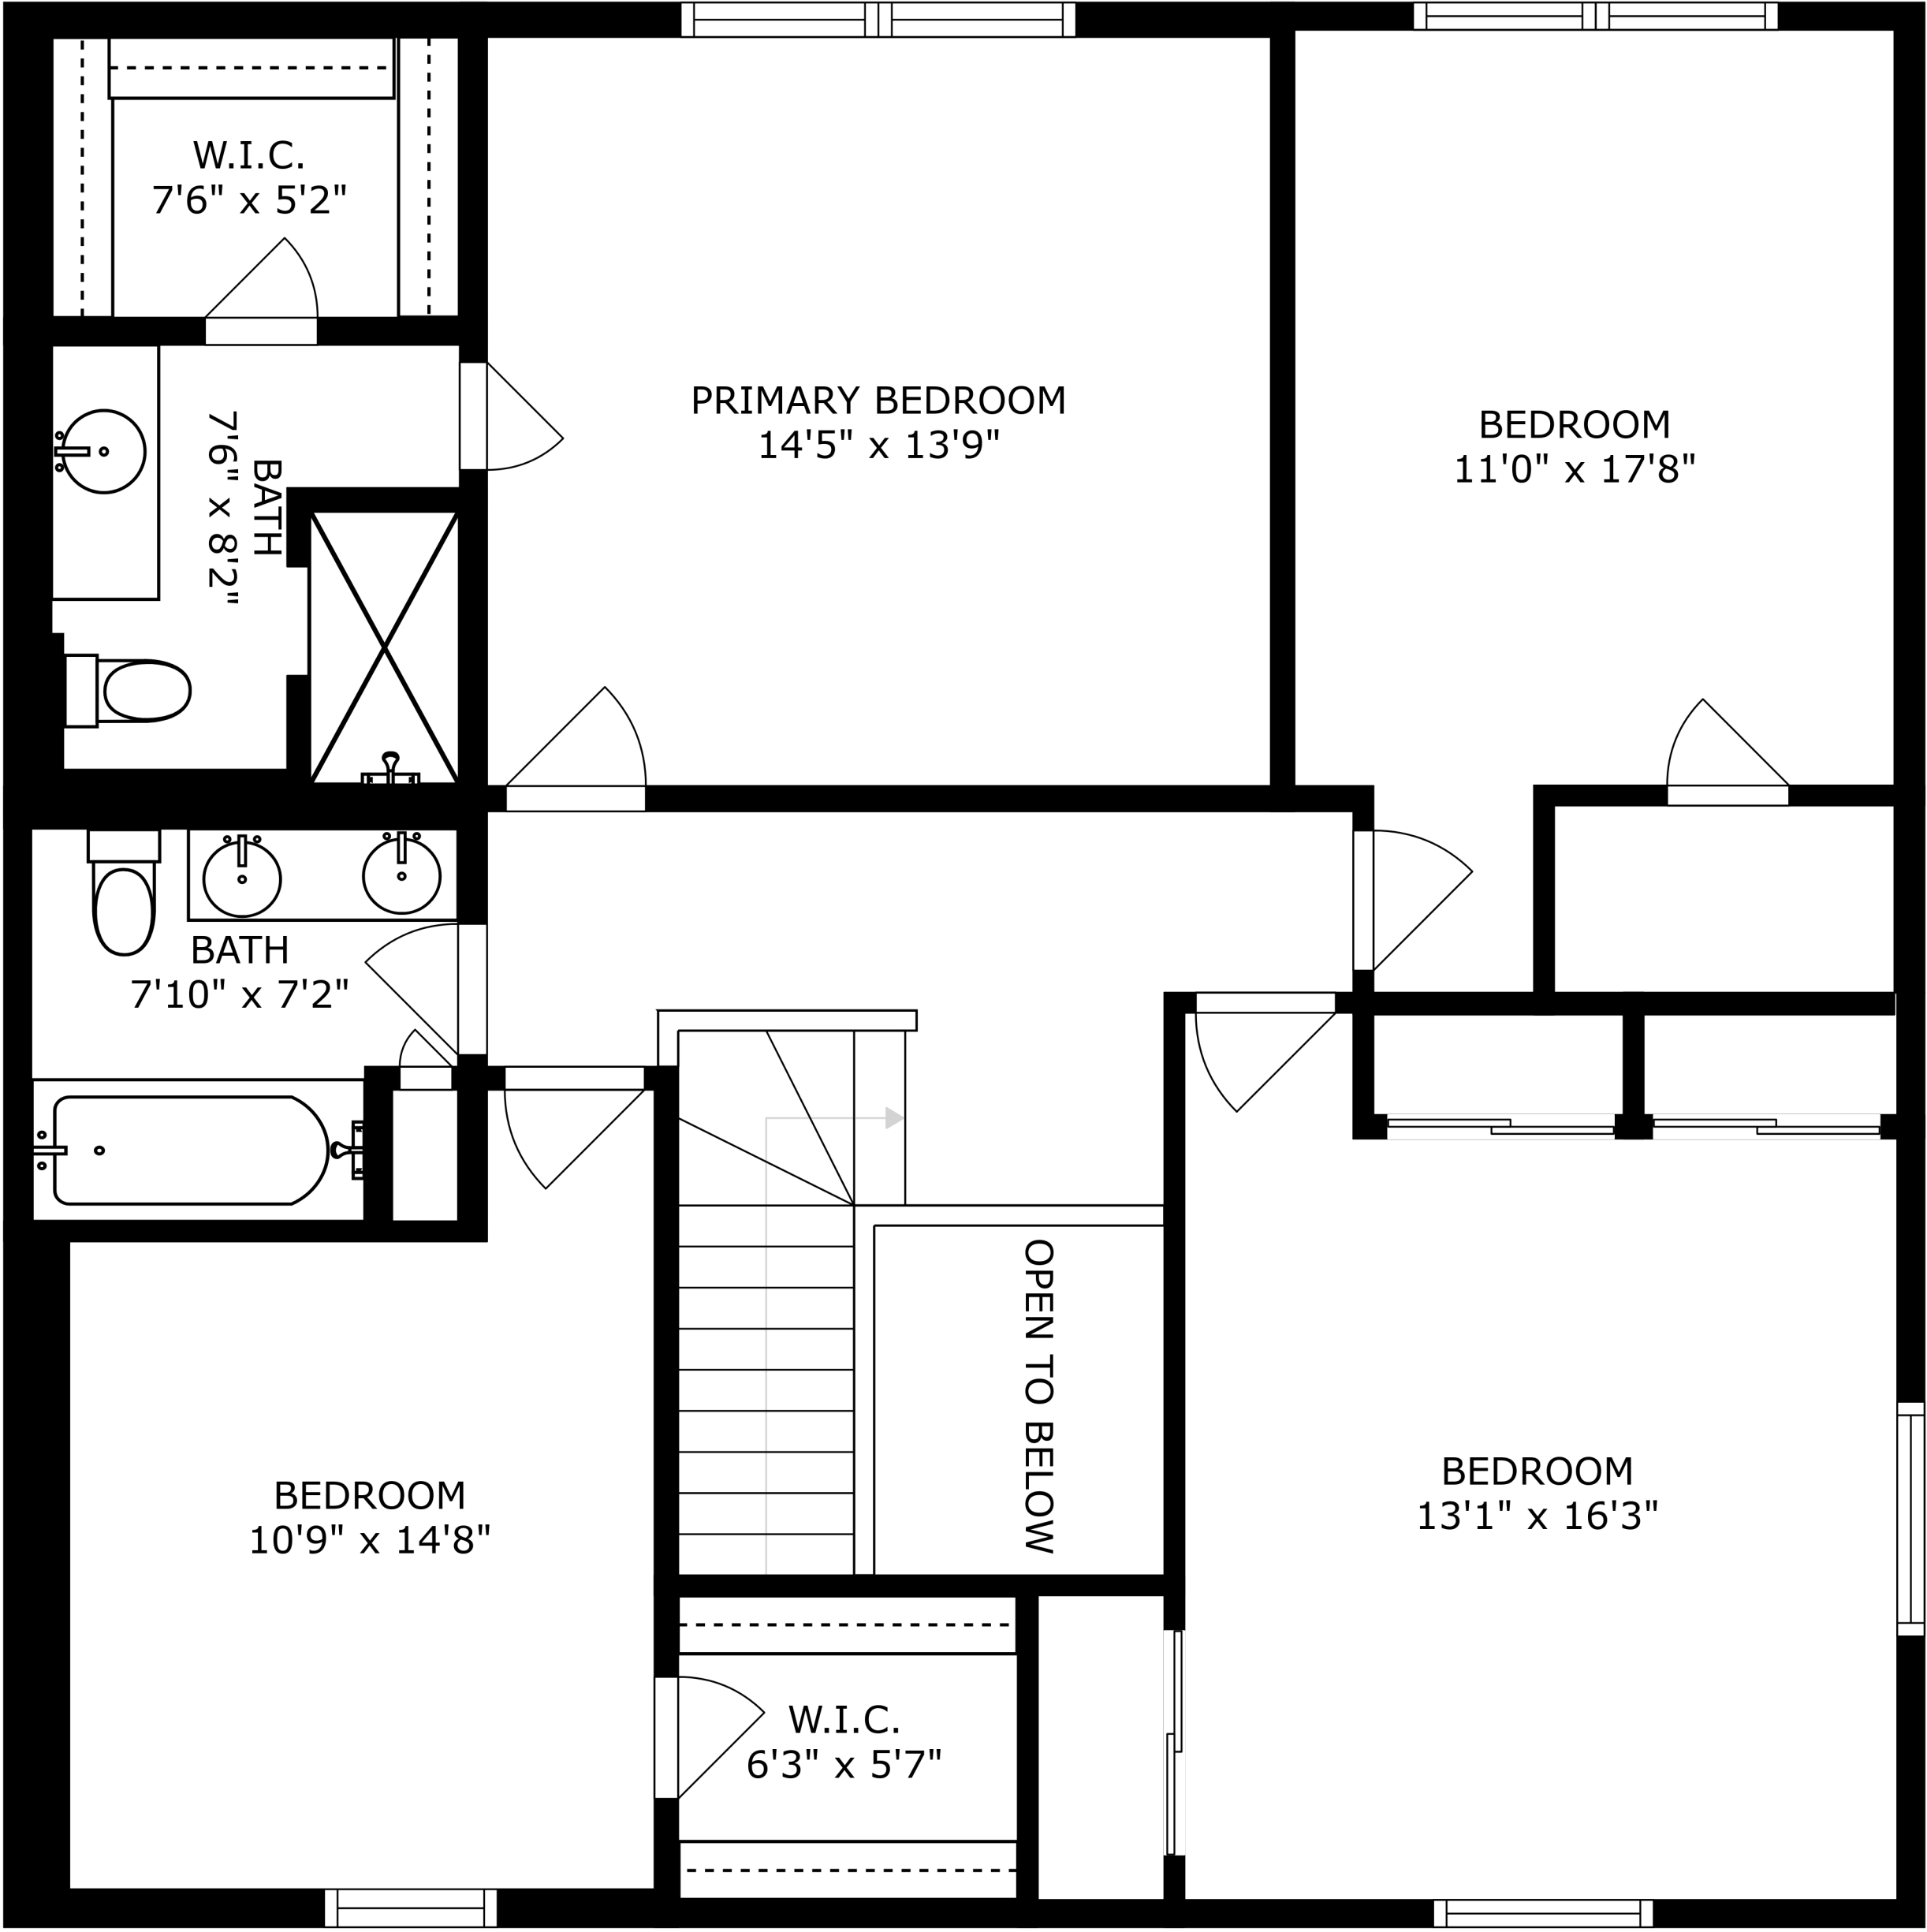 W.I.C.
7'6" x 5'2"
PRIMARY BEDROOM
14'5" x 13'9"
BEDROOM
11'0" x 17'8"
BATH
7'6" x 8'2"
BATH
7'10" x 7'2"
OPEN TO BELOW
BEDROOM
10'9" x 14'8"
BEDROOM
13'1" x 16'3"
W.I.C.
6'3" x 5'7"